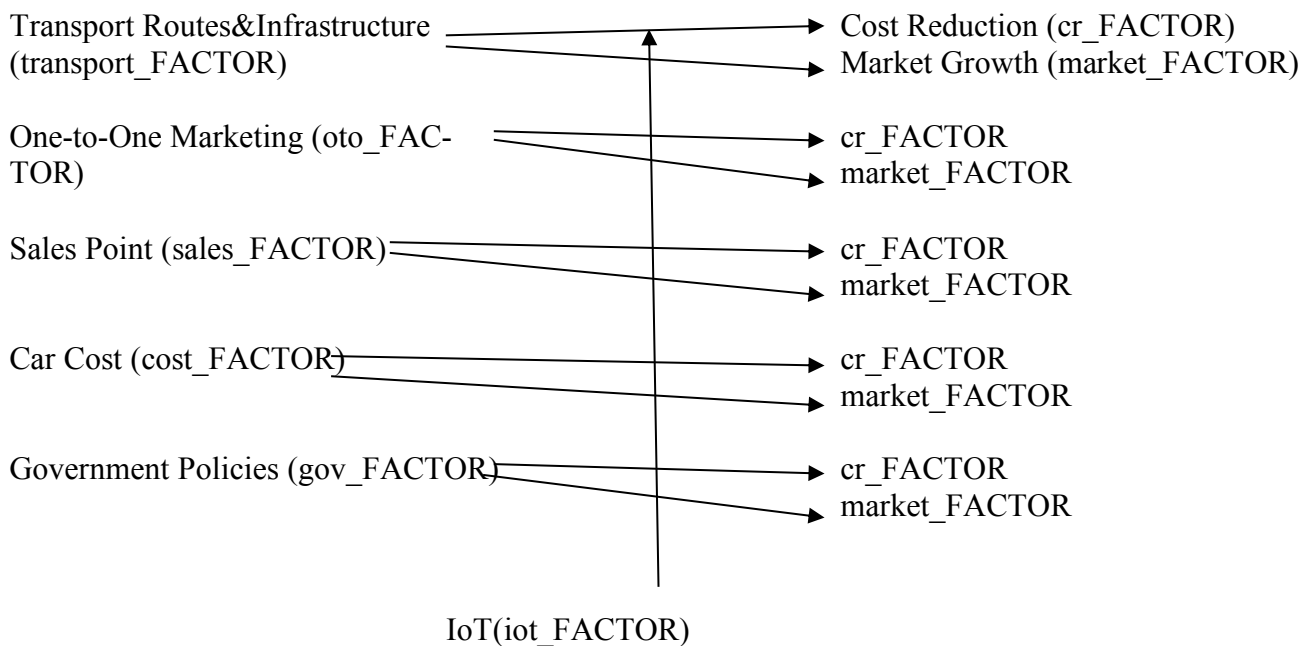 Transport Routes&Infrastructure
(transport_FACTOR)
Cost Reduction (cr_FACTOR)
Market Growth (market_FACTOR)
One-to-One Marketing (oto_FAC-
TOR)
cr_FACTOR
market_FACTOR
Sales Point (sales_FACTOR)
cr_FACTOR
market_FACTOR
Car Cost (cost_FACTOR)
cr_FACTOR
market_FACTOR
Government Policies (gov_FACTOR)
cr_FACTOR
market_FACTOR
IoT(iot_FACTOR)